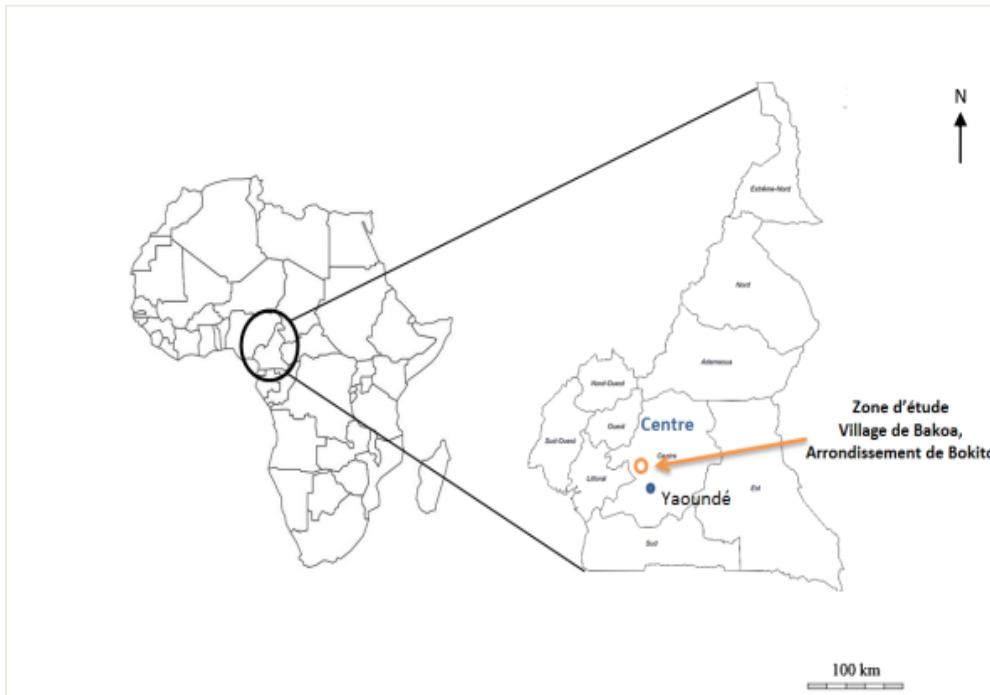 N
Extrême-Nord
Nord
Adamaoua
Nord-Ouest
Ouest
Centre
Sud-Ouest
Centre
Zone d'étude
Village de Bakoa,
Arrondissement de Bokito
Littoral
Yaoundé
Est
Sud
100 km